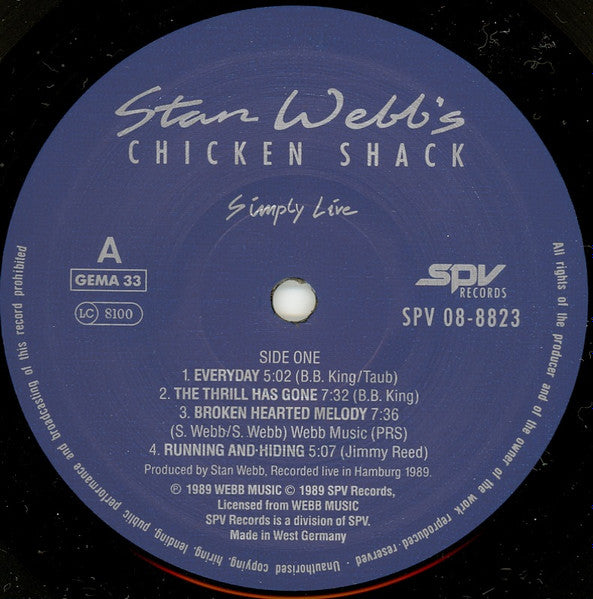 Stan Webb's
CHICKEN SHACK
Simply Live
A
GEMA 33
LC 8100
spv
RECORDS
SPV 08-8823
SIDE ONE
1. EVERYDAY 5:02 (B.B. King/Taub)
2. THE THRILL HAS GONE 7:32 (B.B. King)
3. BROKEN HEARTED MELODY 7:36
(S. Webb/S. Webb) Webb Music (PRS)
4. RUNNING AND HIDING 5:07 (Jimmy Reed)
Produced by Stan Webb, Recorded live in Hamburg 1989.
℗ 1989 WEBB MUSIC © 1989 SPV Records,
Licensed from WEBB MUSIC
SPV Records is a division of SPV.
Made in West Germany
All rights of the producer and of the owner of the work reproduced reserved · Unauthorised copying, hiring, lending, public performance and broadcasting of this record prohibited